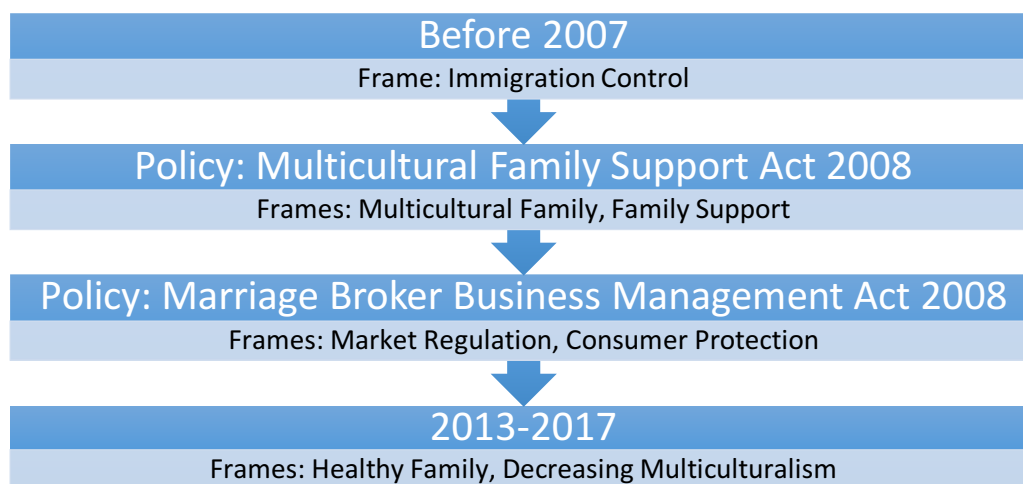 Before 2007
Frame: Immigration Control
Policy: Multicultural Family Support Act 2008
Frames: Multicultural Family, Family Support
Policy: Marriage Broker Business Management Act 2008
Frames: Market Regulation, Consumer Protection
2013-2017
Frames: Healthy Family, Decreasing Multiculturalism